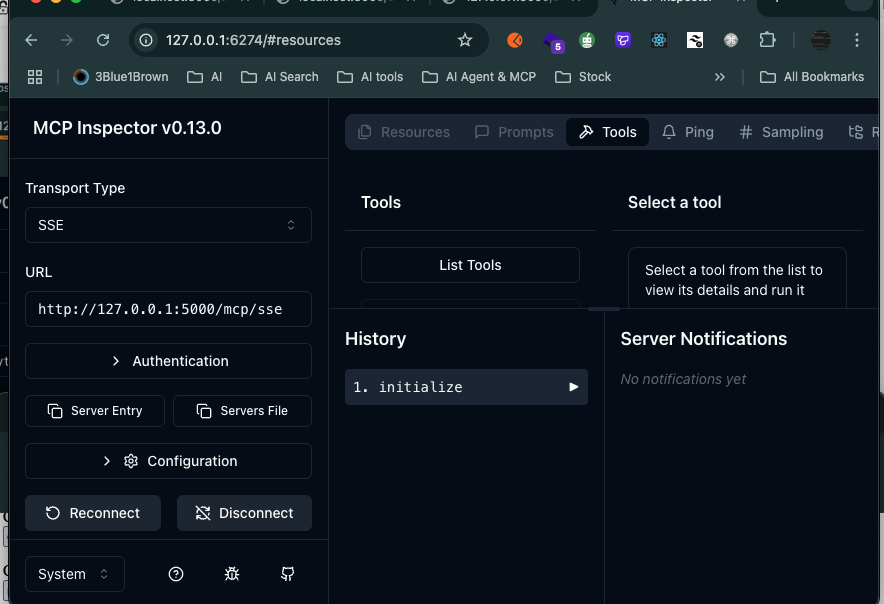 127.0.0.1:6274/#resources
5
3Blue1Brown
AI
AI Search
AI tools
AI Agent & MCP
Stock
All Bookmarks
MCP Inspector v0.13.0
Resources
Prompts
Tools
Ping
Sampling
R
Transport Type
SSE
URL
http://127.0.0.1:5000/mcp/sse
Authentication
Server Entry
Servers File
Configuration
Reconnect
Disconnect
System
Tools
List Tools
Select a tool
Select a tool from the list to
view its details and run it
History
1. initialize
Server Notifications
No notifications yet